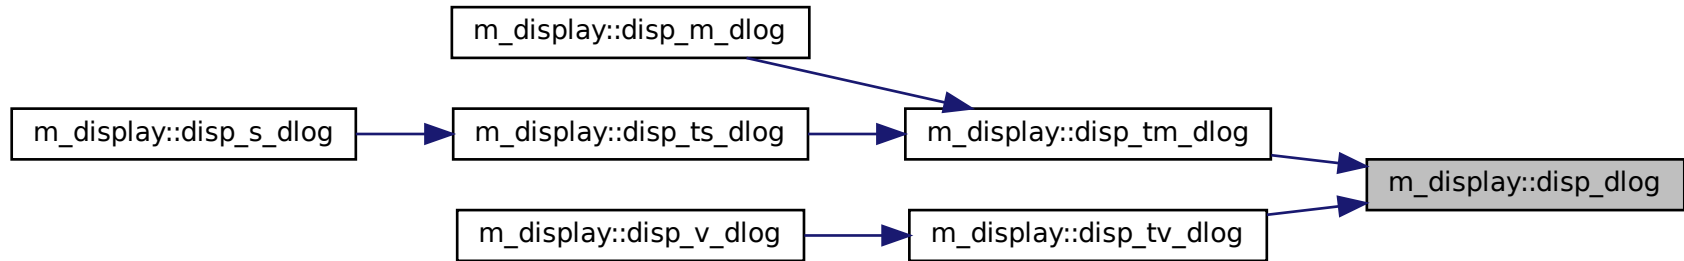 m_display::disp_m_dlog
m_display::disp_s_dlog
m_display::disp_ts_dlog
m_display::disp_tm_dlog
m_display::disp_dlog
m_display::disp_v_dlog
m_display::disp_tv_dlog